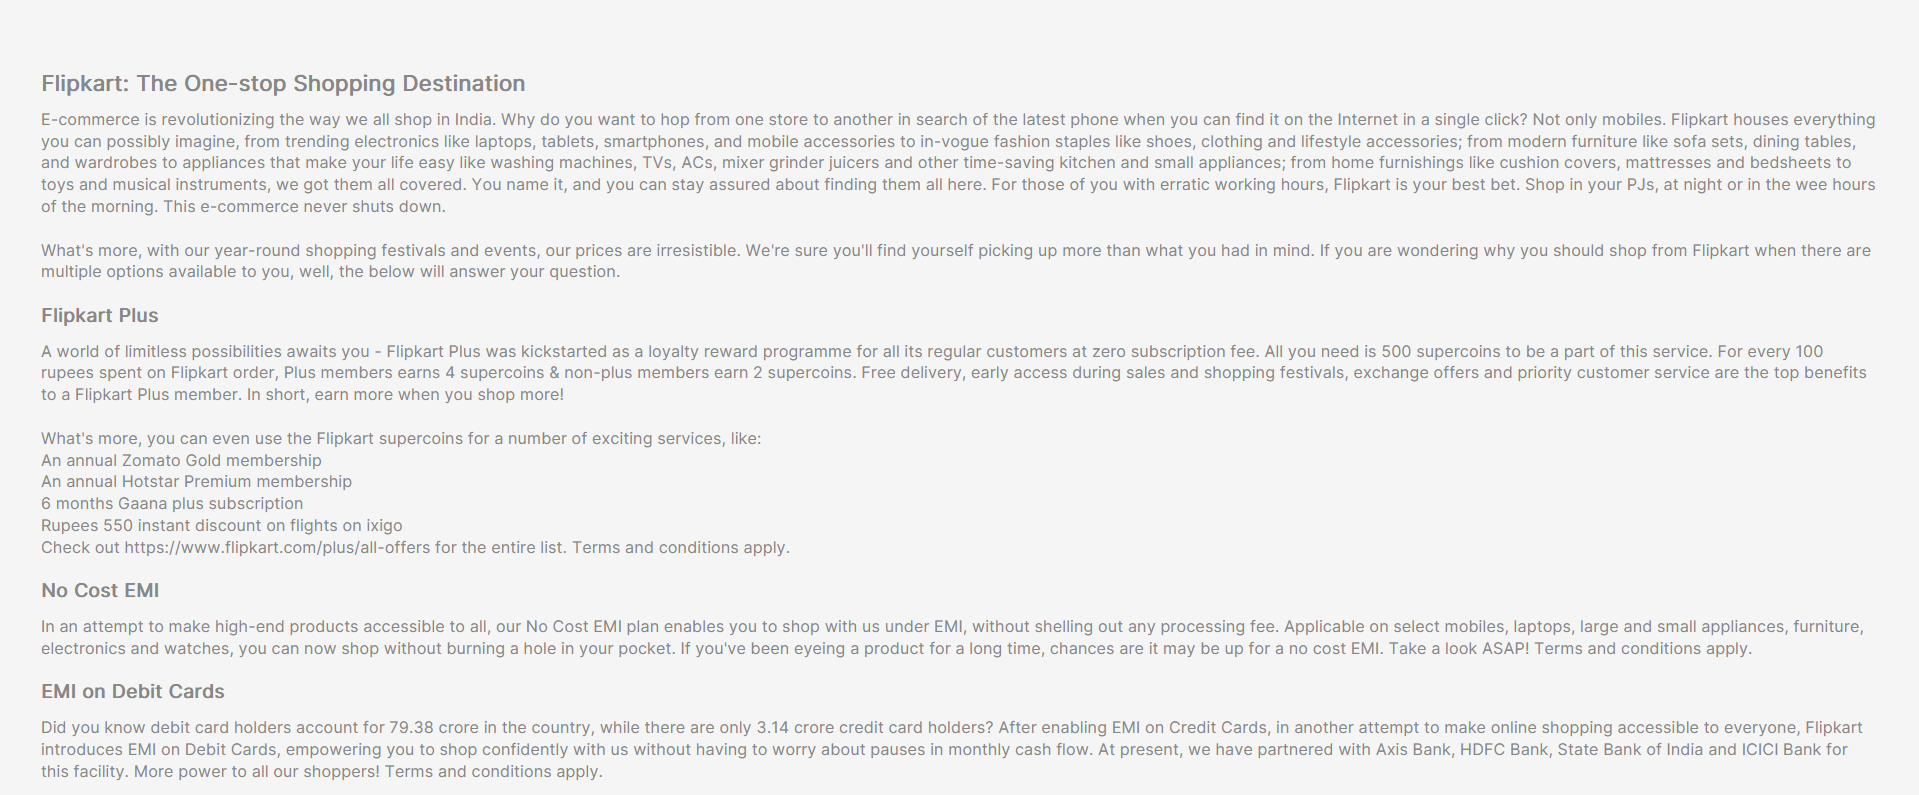 Flipkart: The One-stop Shopping Destination
E-commerce is revolutionizing the way we all shop in India. Why do you want to hop from one store to another in search of the latest phone when you can find it on the Internet in a single click? Not only mobiles. Flipkart houses everything
you can possibly imagine, from trending electronics like laptops, tablets, smartphones, and mobile accessories to in-vogue fashion staples like shoes, clothing and lifestyle accessories; from modern furniture like sofa sets, dining tables,
and wardrobes to appliances that make your life easy like washing machines, TVs, ACs, mixer grinder juicers and other time-saving kitchen and small appliances; from home furnishings like cushion covers, mattresses and bedsheets to
toys and musical instruments, we got them all covered. You name it, and you can stay assured about finding them all here. For those of you with erratic working hours, Flipkart is your best bet. Shop in your PJs, at night or in the wee hours
of the morning. This e-commerce never shuts down.
What's more, with our year-round shopping festivals and events, our prices are irresistible. We're sure you'll find yourself picking up more than what you had in mind. If you are wondering why you should shop from Flipkart when there are
multiple options available to you, well, the below will answer your question.
Flipkart Plus
A world of limitless possibilities awaits you - Flipkart Plus was kickstarted as a loyalty reward programme for all its regular customers at zero subscription fee. All you need is 500 supercoins to be a part of this service. For every 100
rupees spent on Flipkart order, Plus members earns 4 supercoins & non-plus members earn 2 supercoins. Free delivery, early access during sales and shopping festivals, exchange offers and priority customer service are the top benefits
to a Flipkart Plus member. In short, earn more when you shop more!
What's more, you can even use the Flipkart supercoins for a number of exciting services, like:
An annual Zomato Gold membership
An annual Hotstar Premium membership
6 months Gaana plus subscription
Rupees 550 instant discount on flights on ixigo
Check out https://www.flipkart.com/plus/all-offers for the entire list. Terms and conditions apply.
No Cost EMI
In an attempt to make high-end products accessible to all, our No Cost EMI plan enables you to shop with us under EMI, without shelling out any processing fee. Applicable on select mobiles, laptops, large and small appliances, furniture,
electronics and watches, you can now shop without burning a hole in your pocket. If you've been eyeing a product for a long time, chances are it may be up for a no cost EMI. Take a look ASAP! Terms and conditions apply.
EMI on Debit Cards
Did you know debit card holders account for 79.38 crore in the country, while there are only 3.14 crore credit card holders? After enabling EMI on Credit Cards, in another attempt to make online shopping accessible to everyone, Flipkart
introduces EMI on Debit Cards, empowering you to shop confidently with us without having to worry about pauses in monthly cash flow. At present, we have partnered with Axis Bank, HDFC Bank, State Bank of India and ICICI Bank for
this facility. More power to all our shoppers! Terms and conditions apply.